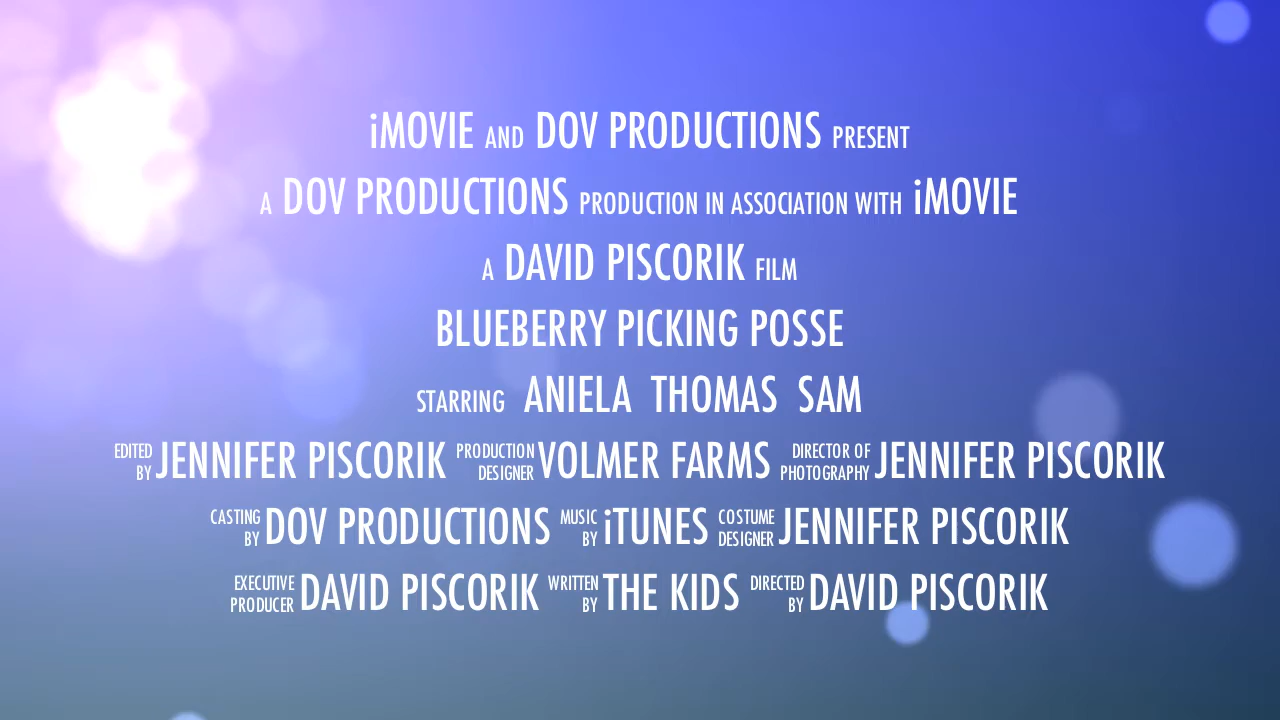 iMOVIE AND DOV PRODUCTIONS PRESENT
A DOV PRODUCTIONS PRODUCTION IN ASSOCIATION WITH iMOVIE
A DAVID PISCORIK FILM
BLUEBERRY PICKING POSSE
STARRING ANIELA THOMAS SAM
EDITED BY JENNIFER PISCORIK PRODUCTION DESIGNER VOLMER FARMS DIRECTOR OF PHOTOGRAPHY JENNIFER PISCORIK
CASTING BY DOV PRODUCTIONS MUSIC BY iTUNES COSTUME DESIGNER JENNIFER PISCORIK
EXECUTIVE PRODUCER DAVID PISCORIK WRITTEN BY THE KIDS DIRECTED BY DAVID PISCORIK